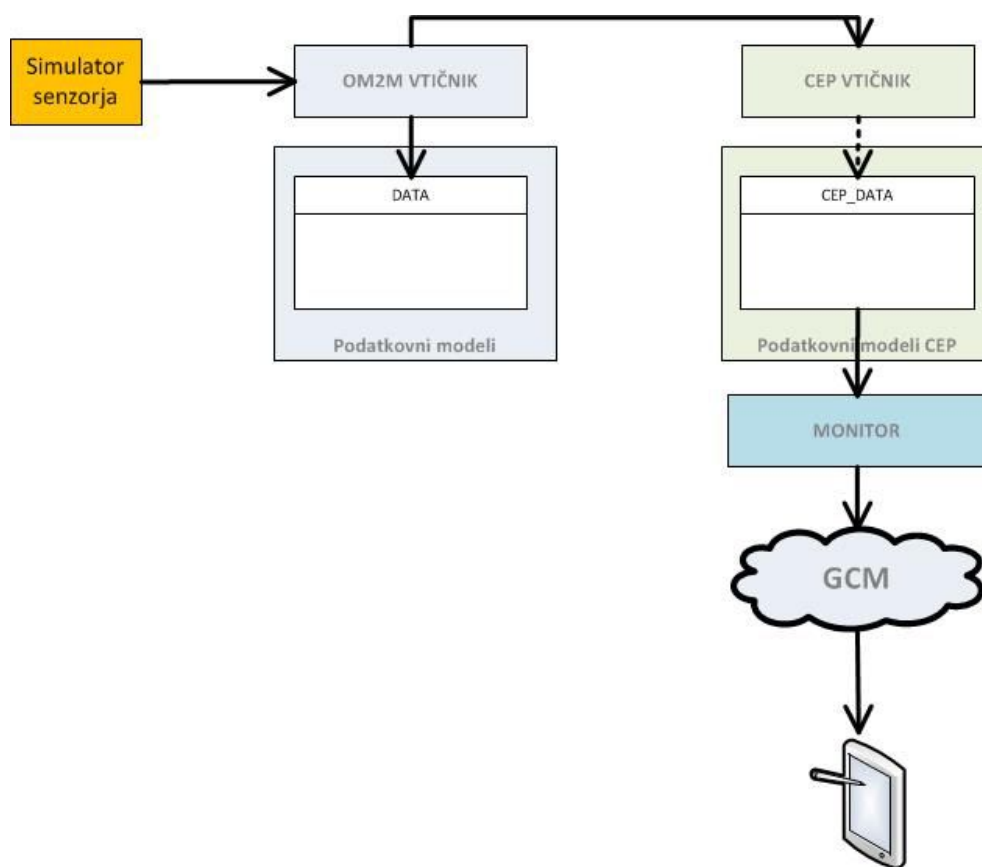 Simulator
senzorja
OM2M VTIČNIK
CEP VTIČNIK
DATA
CEP_DATA
Podatkovni modeli
Podatkovni modeli CEP
MONITOR
GCM